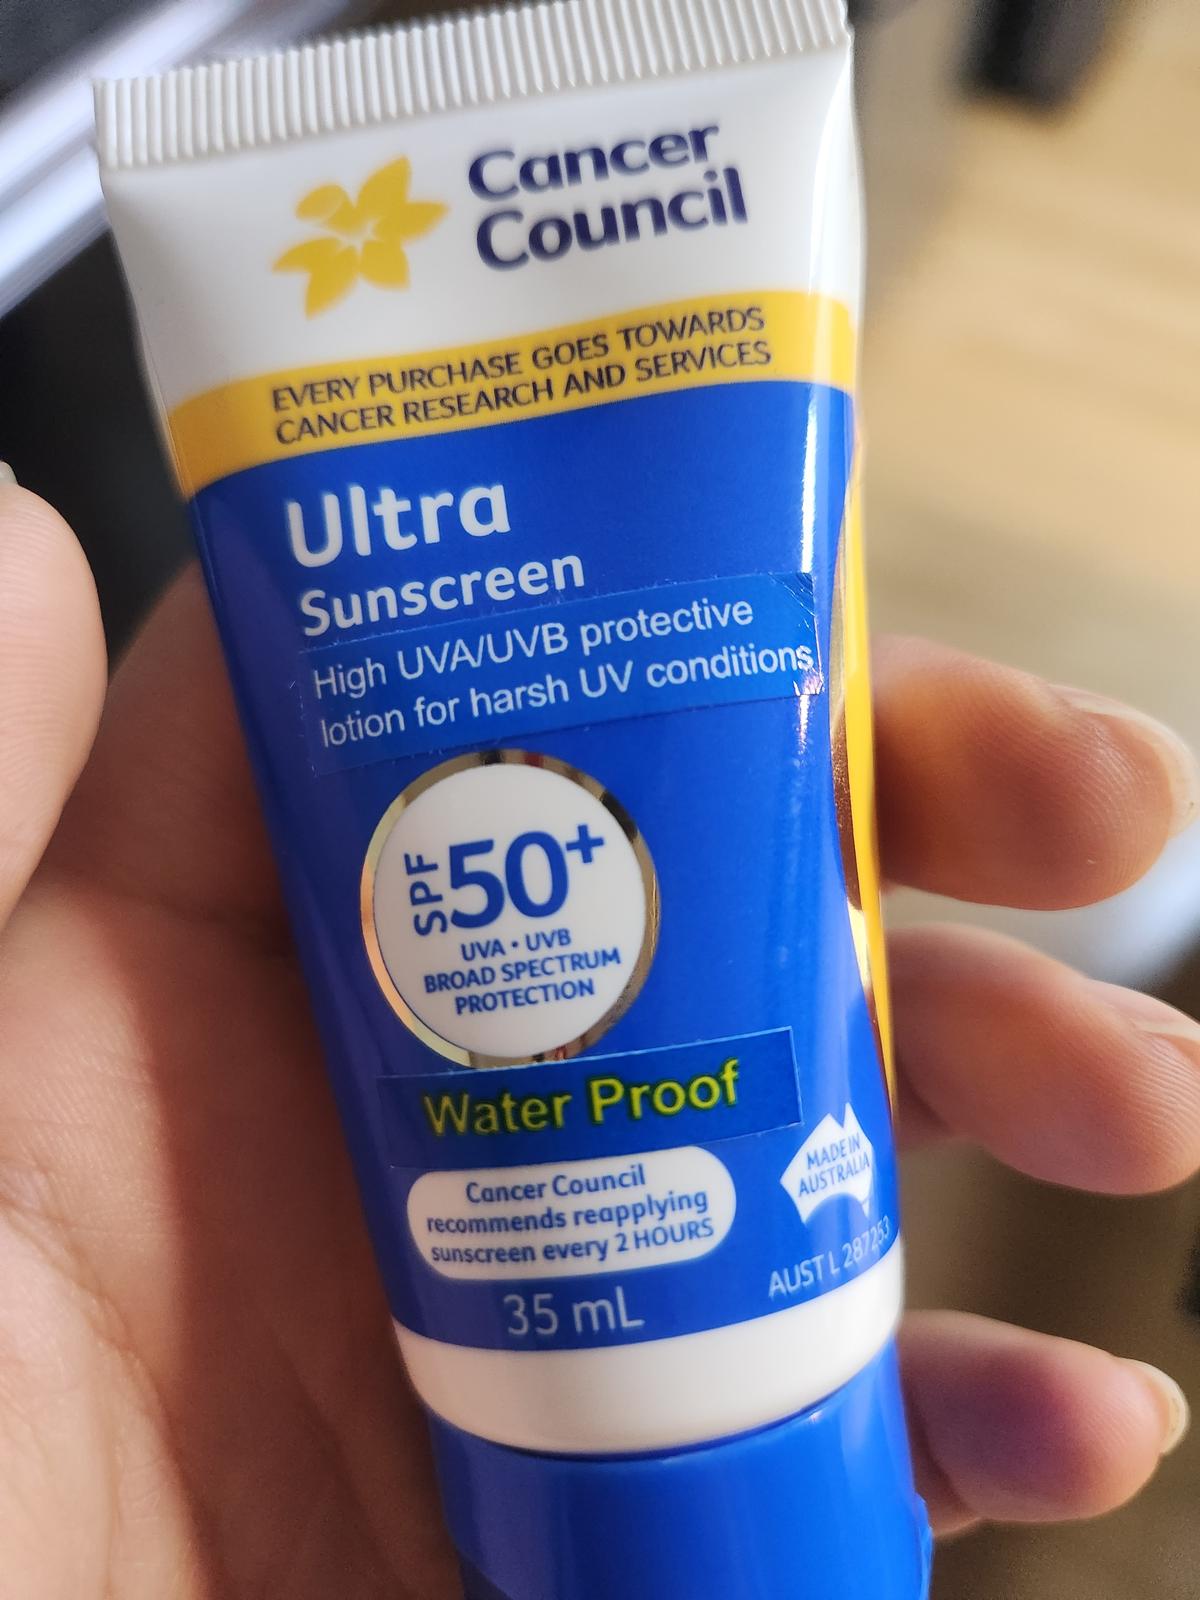 Cancer
Council
EVERY PURCHASE GOES TOWARDS
CANCER RESEARCH AND SERVICES
Ultra
Sunscreen
High UVA/UVB protective
lotion for harsh UV conditions
SPF 50+
UVA • UVB
BROAD SPECTRUM
PROTECTION
Water Proof
Cancer Council
recommends reapplying
sunscreen every 2 HOURS
MADE IN
AUSTRALIA
AUST L 287253
35 mL